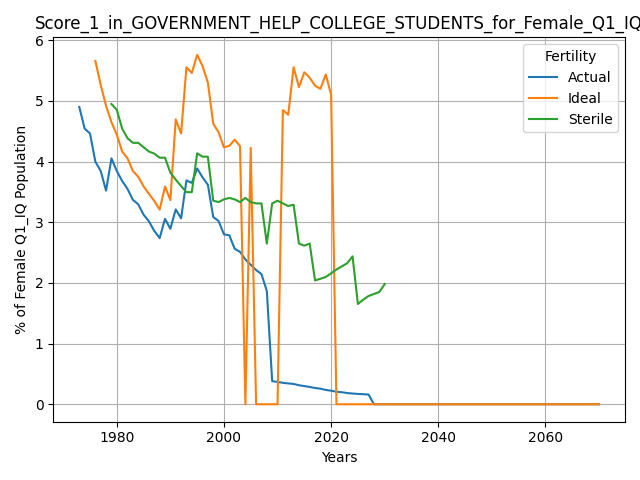 Score_1_in_GOVERNMENT_HELP_COLLEGE_STUDENTS_for_Female_Q1_IQ
Fertility
Actual
Ideal
Sterile
% of Female Q1_IQ Population
6
5
4
3
2
1
0
1980 2000 2020 2040 2060
Years